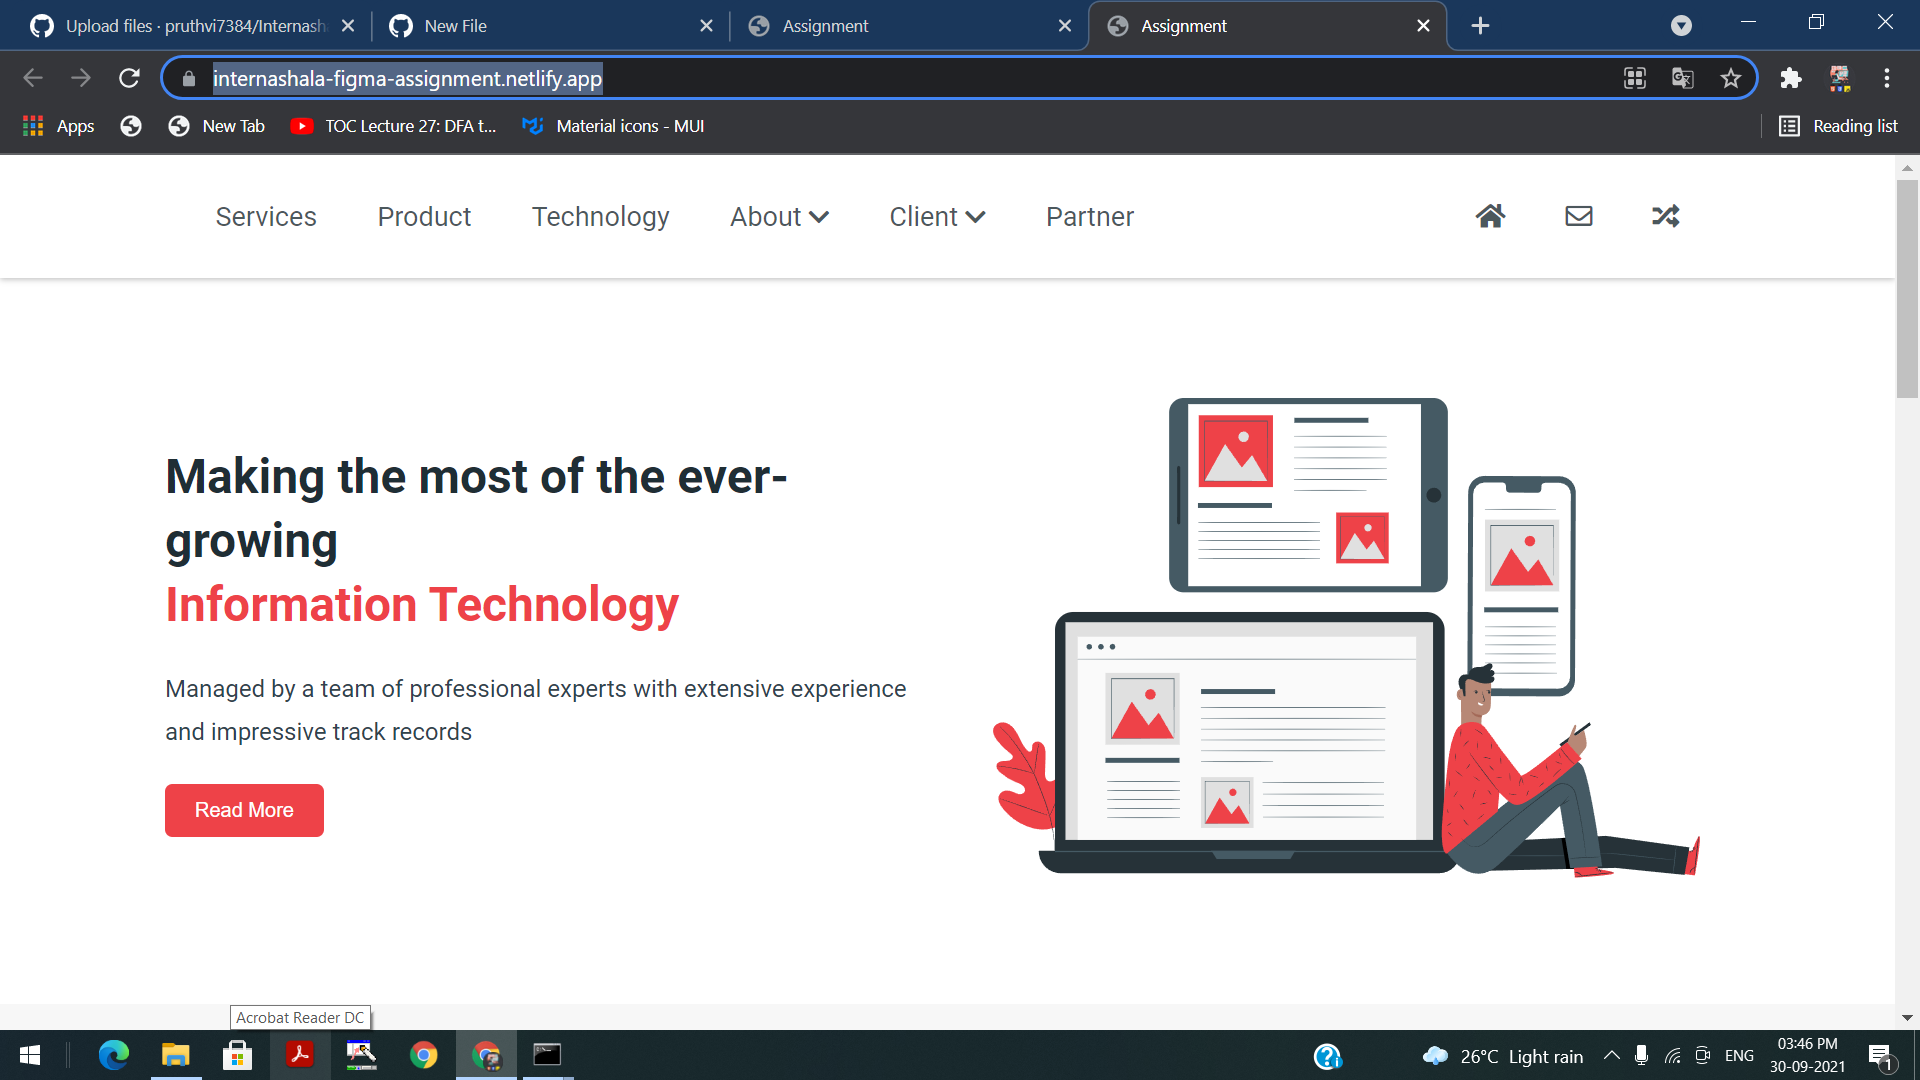 Upload files · pruthvi7384/Internash
New File
Assignment
Assignment
internashala-figma-assignment.netlify.app
Apps
New Tab
TOC Lecture 27: DFA t...
Material icons - MUI
Reading list
Services
Product
Technology
About
Client
Partner
Making the most of the ever-
growing
Information Technology
Managed by a team of professional experts with extensive experience
and impressive track records
Read More
Acrobat Reader DC
26°C Light rain
ENG
03:46 PM
30-09-2021
1